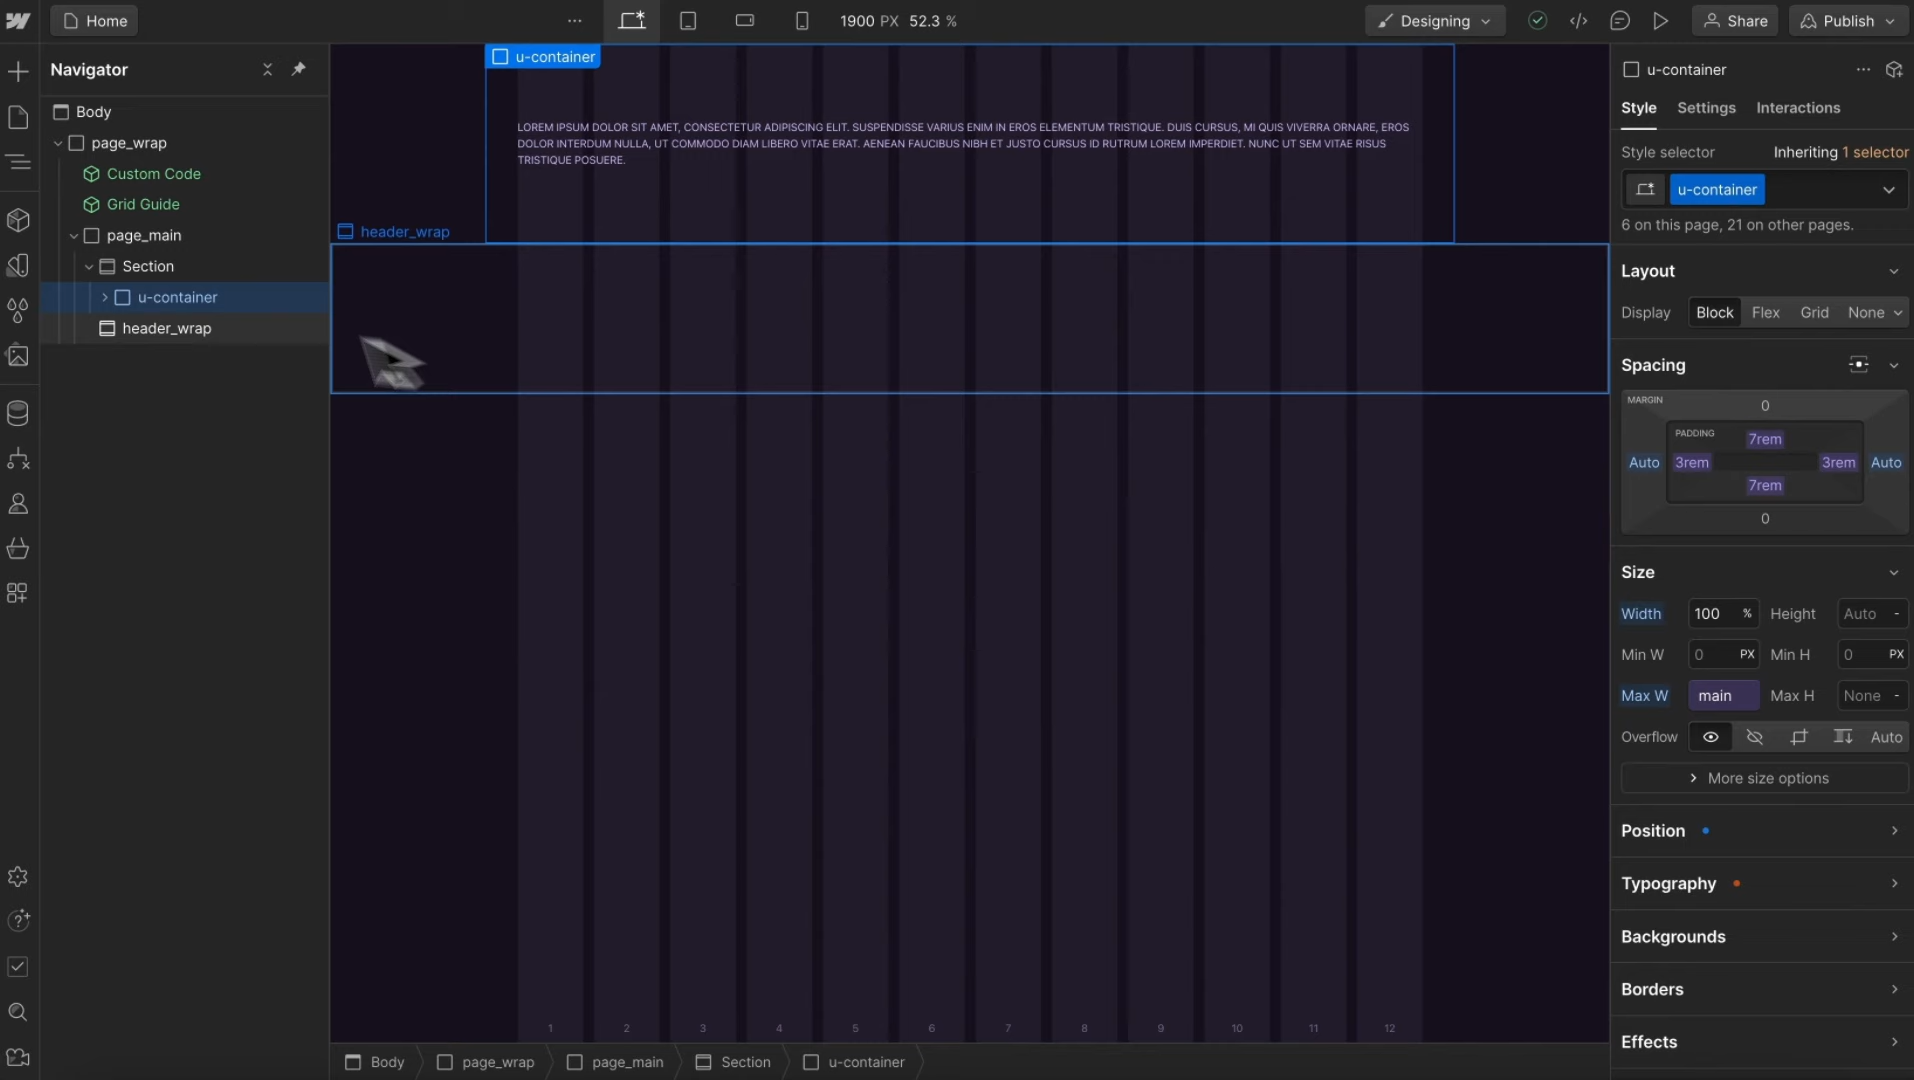 Home
1900 PX 52.3 %
Designing
Share
Publish
Navigator
Body
page_wrap
Custom Code
Grid Guide
page_main
Section
u-container
header_wrap
u-container
LOREM IPSUM DOLOR SIT AMET, CONSECTETUR ADIPISCING ELIT. SUSPENDISSE VARIUS ENIM IN EROS ELEMENTUM TRISTIQUE. DUIS CURSUS, MI QUIS VIVERRA ORNARE, EROS
DOLOR INTERDUM NULLA, UT COMMODO DIAM LIBERO VITAE ERAT. AENEAN FAUCIBUS NIBH ET JUSTO CURSUS ID RUTRUM LOREM IMPERDIET. NUNC UT SEM VITAE RISUS
TRISTIQUE POSUERE.
header_wrap
1 2 3 4 5 6 7 8 9 10 11 12
Body page_wrap page_main Section u-container
u-container
Style Settings Interactions
Style selector Inheriting 1 selector
u-container
6 on this page, 21 on other pages.
Layout
Display Block Flex Grid None
Spacing
MARGIN 0
PADDING 7rem
Auto 3rem 3rem Auto
7rem
0
Size
Width 100 % Height Auto -
Min W 0 PX Min H 0 PX
Max W main Max H None -
Overflow Auto
More size options
Position
Typography
Backgrounds
Borders
Effects